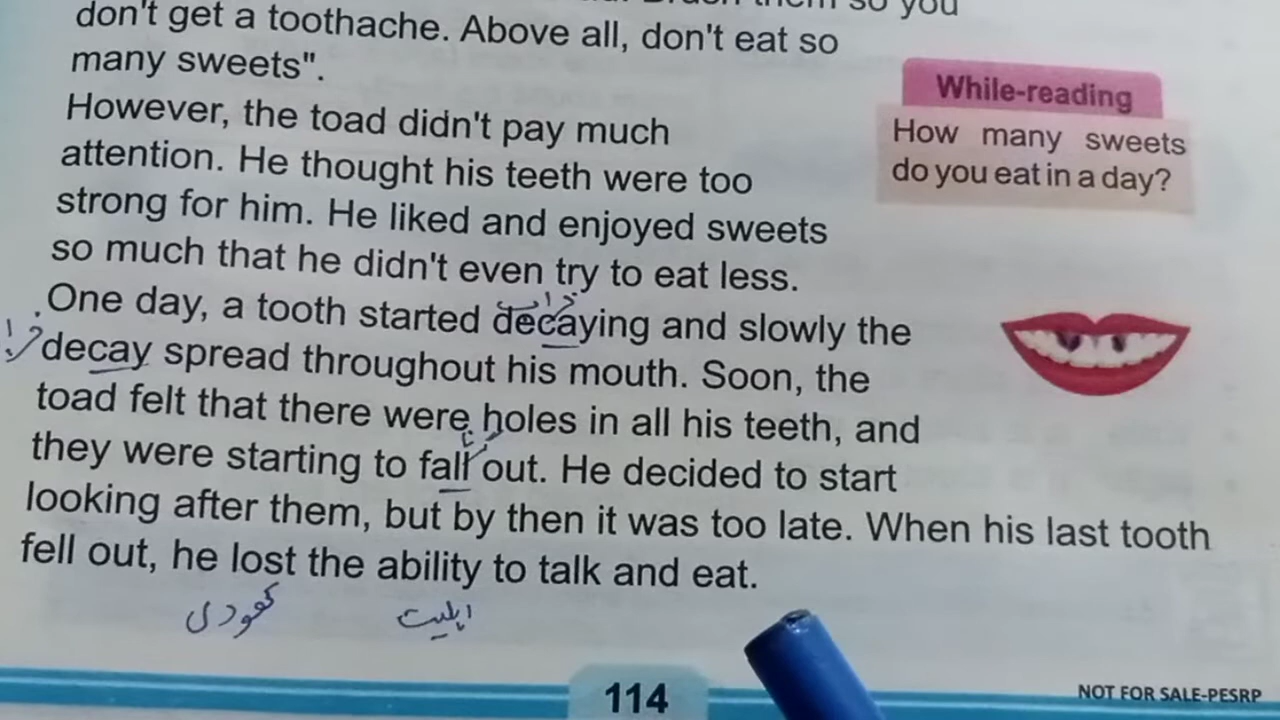 don't get a toothache. Above all, don't eat so
many sweets".
However, the toad didn't pay much
attention. He thought his teeth were too
strong for him. He liked and enjoyed sweets
so much that he didn't even try to eat less.
One day, a tooth started decaying and slowly the
decay spread throughout his mouth. Soon, the
toad felt that there were holes in all his teeth, and
they were starting to fall out. He decided to start
looking after them, but by then it was too late. When his last tooth
fell out, he lost the ability to talk and eat.
کھودی اہلیت
While-reading
How many sweets
do you eat in a day?
114
NOT FOR SALE-PESRP